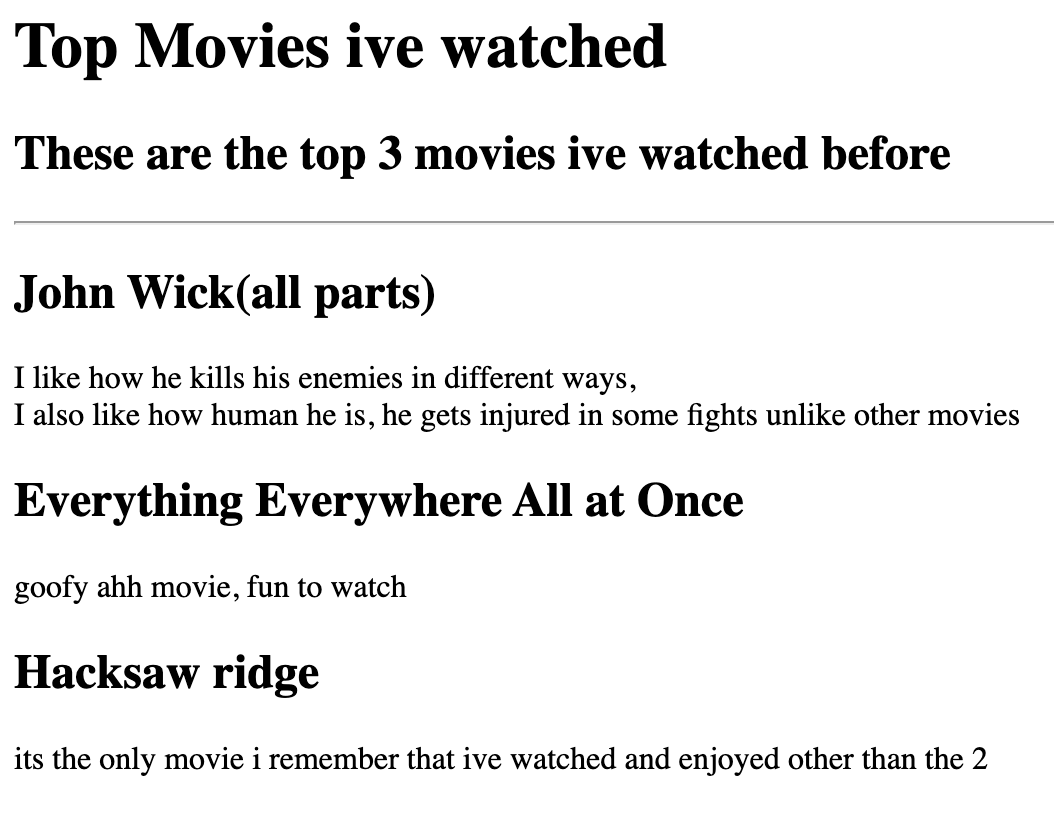 Top Movies ive watched
These are the top 3 movies ive watched before
John Wick(all parts)
I like how he kills his enemies in different ways,
I also like how human he is, he gets injured in some fights unlike other movies
Everything Everywhere All at Once
goofy ahh movie, fun to watch
Hacksaw ridge
its the only movie i remember that ive watched and enjoyed other than the 2